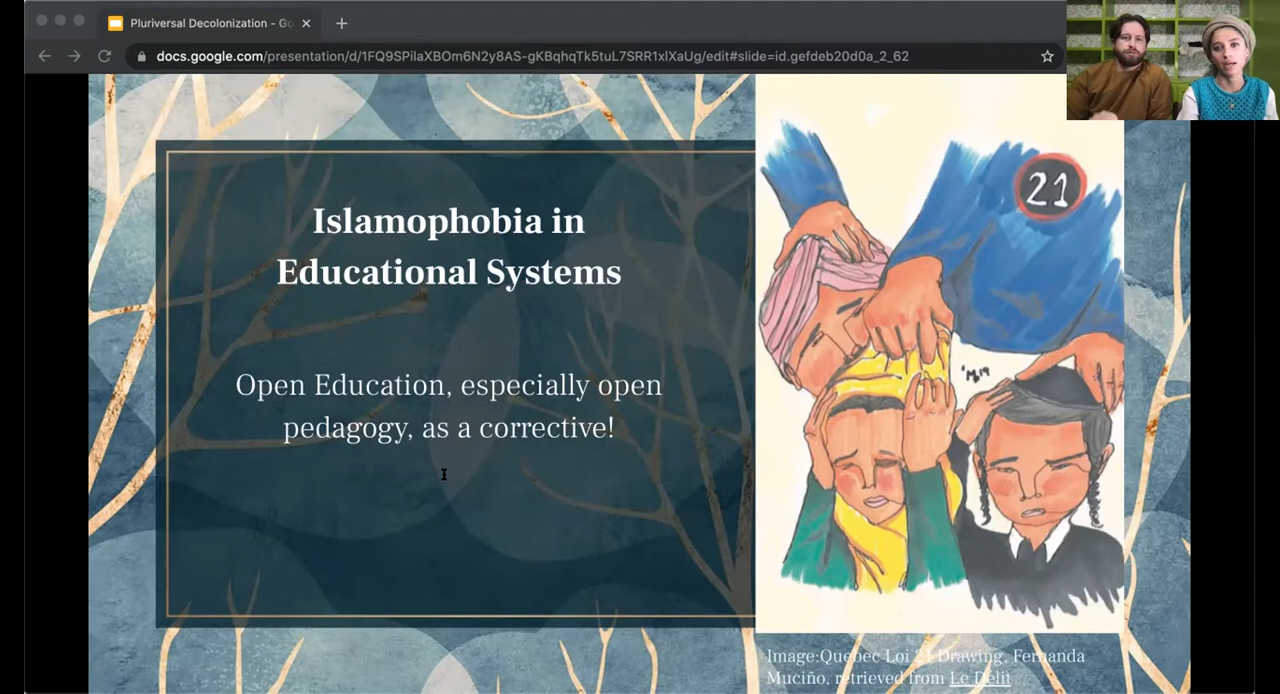 Pluriversal Decolonization - Go
docs.google.com/presentation/d/1FQ9SPilaXBOm6N2y8AS-gKBqhqTk5tuL7SRR1xlXaUg/edit#slide=id.gefdeb20d0a_2_62
Islamophobia in
Educational Systems
Open Education, especially open
pedagogy, as a corrective!
21
Image:Quebec Loi 21 Drawing, Fernanda
Muciño, retrieved from Le Délit